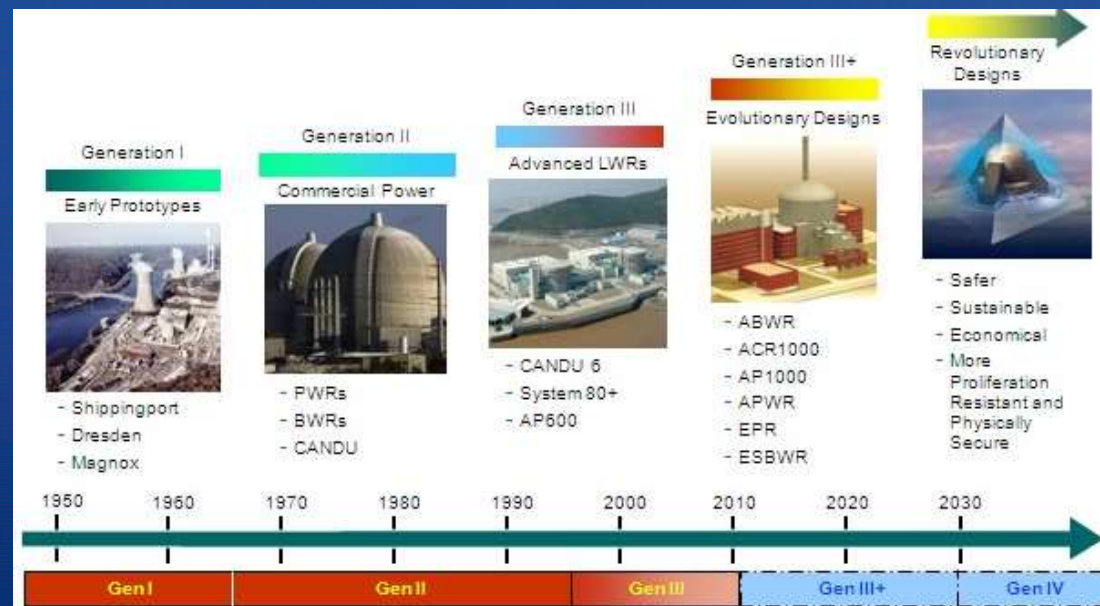 Generation I
Early Prototypes
- Shippingport
- Dresden
- Magnox
Generation II
Commercial Power
- PWRs
- BWRs
- CANDU
Generation III
Advanced LWRs
- CANDU 6
- System 80+
- AP600
Generation III+
Evolutionary Designs
- ABWR
- ACR1000
- AP1000
- APWR
- EPR
- ESBWR
Revolutionary
Designs
- Safer
- Sustainable
- Economical
- More
Proliferation
Resistant and
Physically
Secure
1950 1960 1970 1980 1990 2000 2010 2020 2030
Gen I Gen II Gen III Gen III+ Gen IV